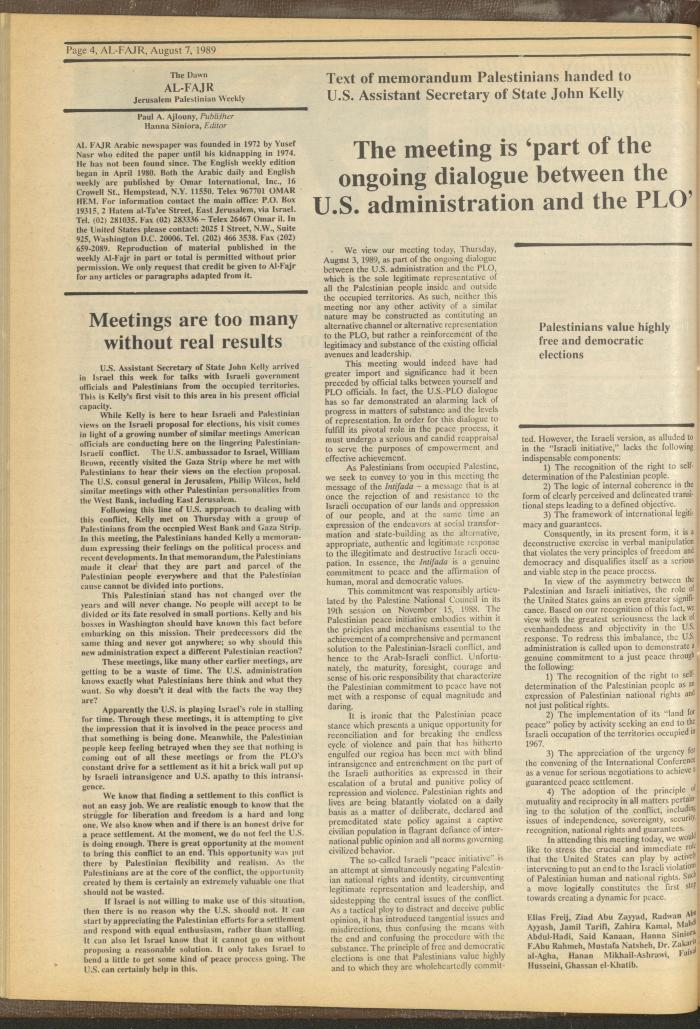 Page 4, AL-FAJR, August 7, 1989
The Dawn
AL-FAJR
Jerusalem Palestinian Weekly
Paul A. Ajlouny, Publisher
Hanna Siniora, Editor
AL FAJR Arabic newspaper was founded in 1972 by Yusef
Nasr who edited the paper until his kidnapping in 1974.
He has not been found since. The English weekly edition
began in April 1980. Both the Arabic daily and English
weekly are published by Omar International, Inc., 16
Crowell St., Hempstead, N.Y. 11550. Telex 967701 OMAR
HEM. For information contact the main office: P.O. Box
19315, 2 Hatem al-Ta'ee Street, East Jerusalem, via Israel.
Tel. (02) 281035. Fax (02) 283336 – Telex 26467 Omar il. In
the United States please contact: 2025 I Street, N.W., Suite
925, Washington D.C. 20006. Tel. (202) 466 3538. Fax (202)
659-2089. Reproduction of material published in the
weekly Al-Fajr in part or total is permitted without prior
permission. We only request that credit be given to Al-Fajr
for any articles or paragraphs adapted from it.
Meetings are too many
without real results
U.S. Assistant Secretary of State John Kelly arrived
in Israel this week for talks with Israeli government
officials and Palestinians from the occupied territories.
This is Kelly's first visit to this area in his present official
capacity.
While Kelly is here to hear Israeli and Palestinian
views on the Israeli proposal for elections, his visit comes
in light of a growing number of similar meetings American
officials are conducting here on the lingering Palestinian-
Israeli conflict. The U.S. ambassador to Israel, William
Brown, recently visited the Gaza Strip where he met with
Palestinians to hear their views on the election proposal.
The U.S. consul general in Jerusalem, Philip Wilcox, held
similar meetings with other Palestinian personalities from
the West Bank, including East Jerusalem.
Following this line of U.S. approach to dealing with
this conflict, Kelly met on Thursday with a group of
Palestinians from the occpied West Bank and Gaza Strip.
In this meeting, the Palestinians handed Kelly a memoran-
dum expressing their feelings on the political process and
recent developments. In that memorandum, the Palestinians
made it clear that they are part and parcel of the
Palestinian people everywhere and that the Palestinian
cause cannot be divided into portions.
This Palestinian stand has not changed over the
years and will never change. No people will accept to be
divided or its fate resolved in small portions. Kelly and his
bosses in Washington should have known this fact before
embarking on this mission. Their predecessors did the
same thing and never got anywhere; so why should this
new administration expect a different Palestinian reaction?
These meetings, like many other earlier meetings, are
getting to be a waste of time. The U.S. administration
knows exactly what Palestinians here think and what they
want. So why doesn't it deal with the facts the way they
are?
Apparently the U.S. is playing Israel's role in stalling
for time. Through these meetings, it is attempting to give
the impression that it is involved in the peace process and
that something is being done. Meanwhile, the Palestinian
people keep feeling betrayed when they see that nothing is
coming out of all these meetings or from the PLO's
constant drive for a settlement as it hit a brick wall put up
by Israeli intransigence and U.S. apathy to this intransi-
gence.
We know that finding a settlement to this conflict is
not an easy job. We are realistic enough to know that the
struggle for liberation and freedom is a hard and long
one. We also know when and if there is an honest drive for
a peace settlement. At the moment, we do not feel the U.S.
is doing enough. There is great opportunity at the moment
to bring this conflict to an end. This opportunity was put
there by Palestinian flexibility and realism. As the
Palestinians are at the core of the conflict, the opportunity
created by them is certainly an extremely valuable one that
should not be wasted.
If Israel is not willing to make use of this situation,
then there is no reason why the U.S. should not. It can
start by appreciating the Palestinian efforts for a settlement
and respond with equal enthusiasm, rather than stalling.
It can also let Israel know that it cannot go on without
proposing a reasonable solution. It only takes Israel to
bend a little to get some kind of peace process going. The
U.S. can certainly help in this.
Text of memorandum Palestinians handed to
U.S. Assistant Secretary of State John Kelly
The meeting is 'part of the
ongoing dialogue between the
U.S. administration and the PLO'
We view our meeting today, Thursday,
August 3, 1989, as part of the ongoing dialogue
between the U.S. administration and the PLO,
which is the sole legitimate representative of
all the Palestinian people inside and outside
the occupied territories. As such, neither this
meeting nor any other activity of a similar
nature may be constructed as contituting an
alternative channel or alternative representation
to the PLO, but rather a reinforcement of the
legitimacy and substance of the existing official
avenues and leadership.
This meeting would indeed have had
greater import and significance had it been
preceded by official talks between yourself and
PLO officials. In fact, the U.S.-PLO dialogue
has so far demonstrated an alarming lack of
progress in matters of substance and the levels
of representation. In order for this dialogue to
fulfill its pivotal role in the peace process, it
must undergo a serious and candid reappraisal
to serve the purposes of empowerment and
effective achievement.
As Palestinians from occupied Palestine,
we seek to convey to you in this meeting the
message of the Intifada – a message that is at
once the rejection of and resistance to the
Israeli occupation of our lands and oppression
of our people, and at the same time an
expression of the endeavors at social transfor-
mation and state-building as the alternative,
appropriate, authentic and legitimate response
to the illegitimate and destructive Israeli occu-
pation. In essence, the Intifada is a genuine
commitment to peace and the affirmation of
human, moral and democratic values.
This commitment was responsibly articu-
lated by the Palestine National Council in its
19th session on November 15, 1988. The
Palestinian peace initiative embodies within it
the priciples and mechanisms essential to the
achievement of a comprehensive and permanent
solution to the Palestinian-Israeli conflict, and
hence to the Arab-Israeli conflict. Unfortu-
nately, the maturity, foresight, courage and
sense of his oric responsibility that characterize
the Palestinian commitment to peace have not
met with a response of equal magnitude and
daring.
It is ironic that the Palestinian peace
stance which presents a unique opportunity for
reconciliation and for breaking the endless
cycle of violence and pain that has hitherto
engulfed our regioa has been met with blind
intransigence and entrenchment on the part of
the Israeli authorities as expressed in their
escalation of a brutal and punitive policy of
repression and violence. Palestinian rights and
lives are being blatantly violated on a daily
basis as a matter of deliberate, declared and
premeditated state policy against a captive
civilian population in flagrant defiance of inter-
national public opinion and all norms governing
civilized behavior.
The so-called Israeli "peace initiative" is
an attempt at simultaneously negating Palestin-
ian national rights and identity, circumventing
legitimate representation and leadership, and
sidestepping the central issues of the conflict.
As a tactical ploy to distract and deceive public
opinion, it has introduced tangential issues and
misdirections, thus confusing the means with
the end and confusing the procedure with the
substance. The principle of free and democratic
elections is one that Palestinians value highly
and to which they are wholeheartedly commit-
Palestinians value highly
free and democratic
elections
ted. However, the Israeli version, as alluded to
in the "Israeli initiative," lacks the following
indispensable components:
1) The recognition of the right to self-
determination of the Palestinian people.
2) The logic of internal coherence in the
form of clearly perceived and delineated transi-
tional steps leading to a defined objective.
3) The framework of international legiti-
macy and guarantees.
Consequently, in its present form, it is a
deconstructive exercise in verbal manipulation
that violates the very principles of freedom and
democracy and disqualifies itself as a serious
and viable step in the peace process.
In view of the asymmetry between the
Palestinian and Israeli initiatives, the role of
the United States gains an even greater signifi-
cance. Based on our recognition of this fact, we
view with the greatest seriousness the lack of
evenhandedness and objectivity in the U.S.
response. To redress this imbalance, the U.S.
administration is called upon to demonstrate a
genuine commitment to a just peace through
the following:
1) The recognition of the right to self-
determination of the Palestinian people as an
expression of Palestinian national rights and
not just political rights.
2) The implementation of its "land for
peace" policy by activity seeking an end to the
Israeli occupation of the territories occupied in
1967.
3) The appreciation of the urgency for
the convening of the International Conference
as a venue for serious negotiations to achieve a
guaranteed peace settlement.
4) The adoption of the principle of
mutuality and reciprocity in all matters pertain-
ing to the solution of the conflict, including
issues of independence, sovereignty, security,
recognition, national rights and guarantees.
In attending this meeting today, we would
like to stress the crucial and immediate role
that the United States can play by actively
intervening to put an end to the Israeli violation
of Palestinian human and national rights. Such
a move logically constitutes the first step
towards creating a dynamic for peace.
Elias Freij, Ziad Abu Zayyad, Radwan Abu
Ayyash, Jamil Tarifi, Zahira Kamal,
Abdul-Hadi, Said Kanaan, Hanna Siniora,
F.Abu Rahmeh, Mustafa Natsheh, Dr. Zakaria
al-Agha, Hanan Mikhail-Ashrawi, Faisal
Husseini, Ghassan el-Khatib.